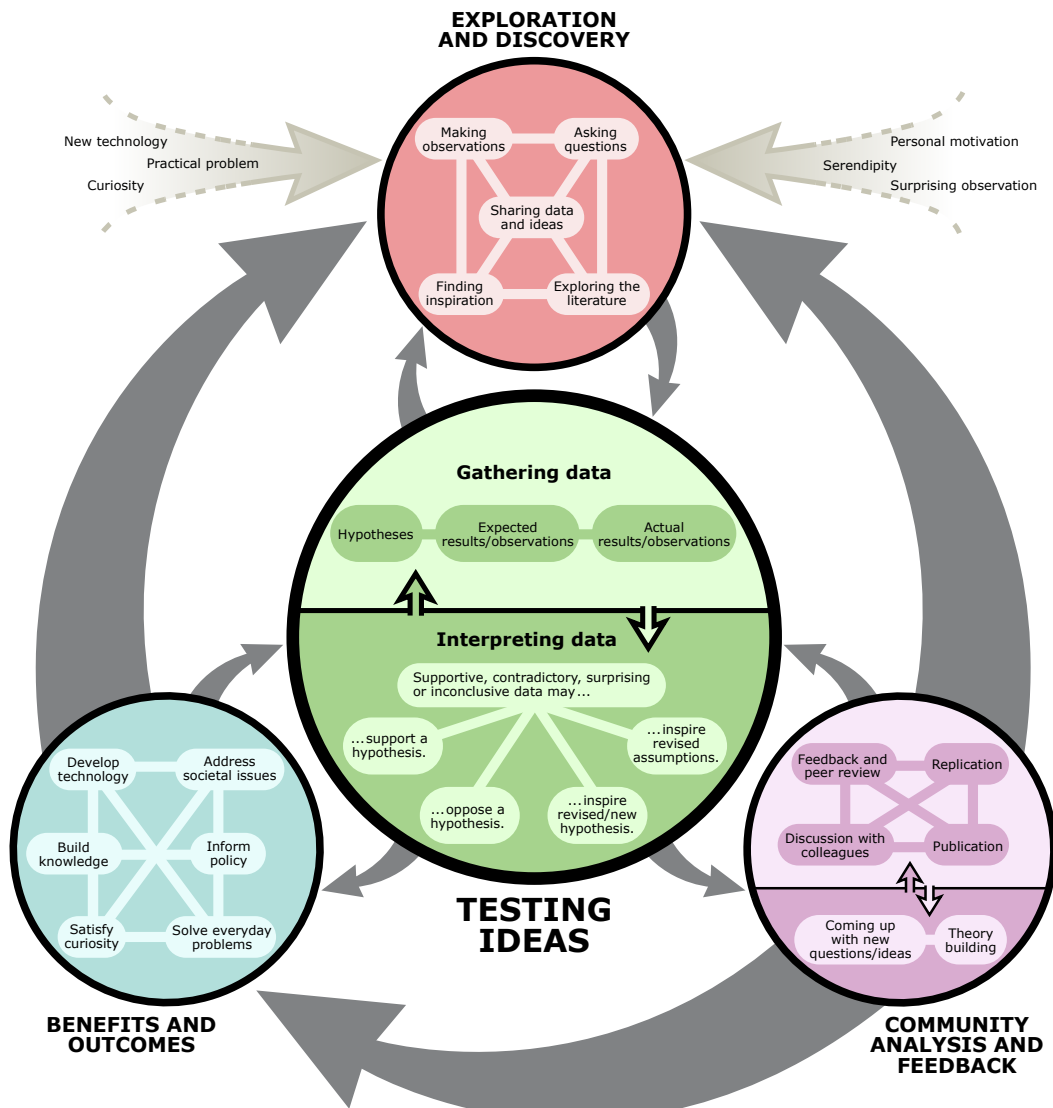 EXPLORATION
AND DISCOVERY
New technology
Practical problem
Curiosity
Personal motivation
Serendipity
Surprising observation
Making
observations
Asking
questions
Sharing data
and ideas
Finding
inspiration
Exploring the
literature
Gathering data
Hypotheses
Expected
results/observations
Actual
results/observations
Interpreting data
Supportive, contradictory, surprising
or inconclusive data may...
...support a
hypothesis.
...oppose a
hypothesis.
...inspire
revised/new
hypothesis.
...inspire
revised
assumptions.
TESTING
IDEAS
Develop
technology
Address
societal issues
Build
knowledge
Inform
policy
Satisfy
curiosity
Solve everyday
problems
BENEFITS AND
OUTCOMES
Feedback and
peer review
Replication
Discussion with
colleagues
Publication
Coming up
with new
questions/ideas
Theory
building
COMMUNITY
ANALYSIS AND
FEEDBACK